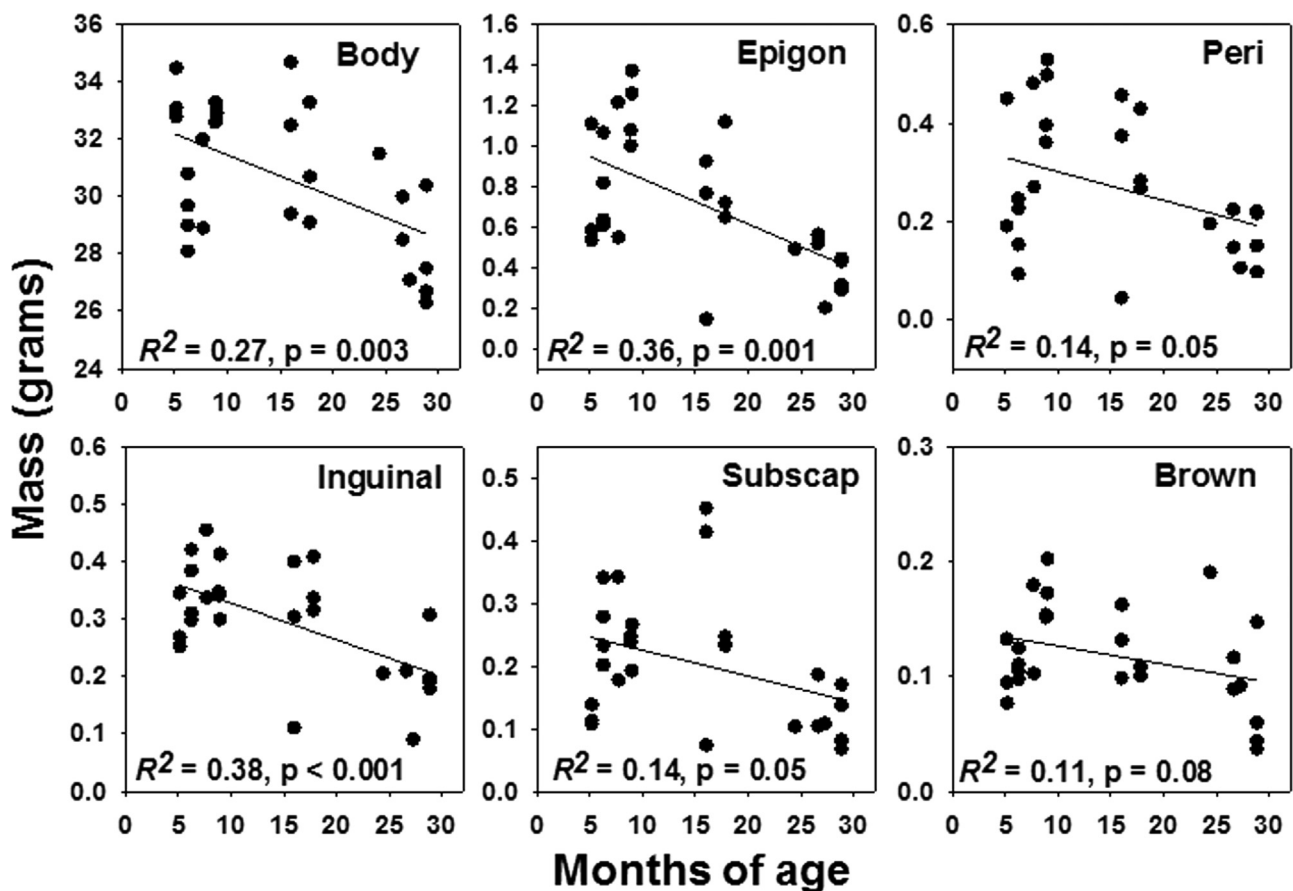 Mass (grams)
Body
36
34
32
30
28
26
24
R² = 0.27, p = 0.003
0 5 10 15 20 25 30
Epigon
1.6
1.4
1.2
1.0
0.8
0.6
0.4
0.2
0.0
R² = 0.36, p = 0.001
0 5 10 15 20 25 30
Peri
0.6
0.4
0.2
0.0
R² = 0.14, p = 0.05
0 5 10 15 20 25 30
Inguinal
0.6
0.5
0.4
0.3
0.2
0.1
0.0
R² = 0.38, p < 0.001
0 5 10 15 20 25 30
Subscap
0.5
0.4
0.3
0.2
0.1
0.0
R² = 0.14, p = 0.05
0 5 10 15 20 25 30
Brown
0.3
0.2
0.1
0.0
R² = 0.11, p = 0.08
0 5 10 15 20 25 30
Months of age